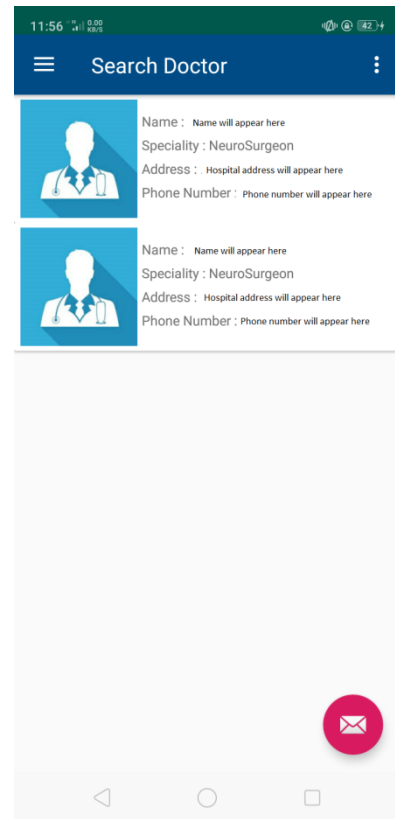 11:56 0.00 KB/S 42
Search Doctor
Name : Name will appear here
Speciality : NeuroSurgeon
Address : . Hospital address will appear here
Phone Number : Phone number will appear here
Name : Name will appear here
Speciality : NeuroSurgeon
Address : Hospital address will appear here
Phone Number : Phone number will appear here